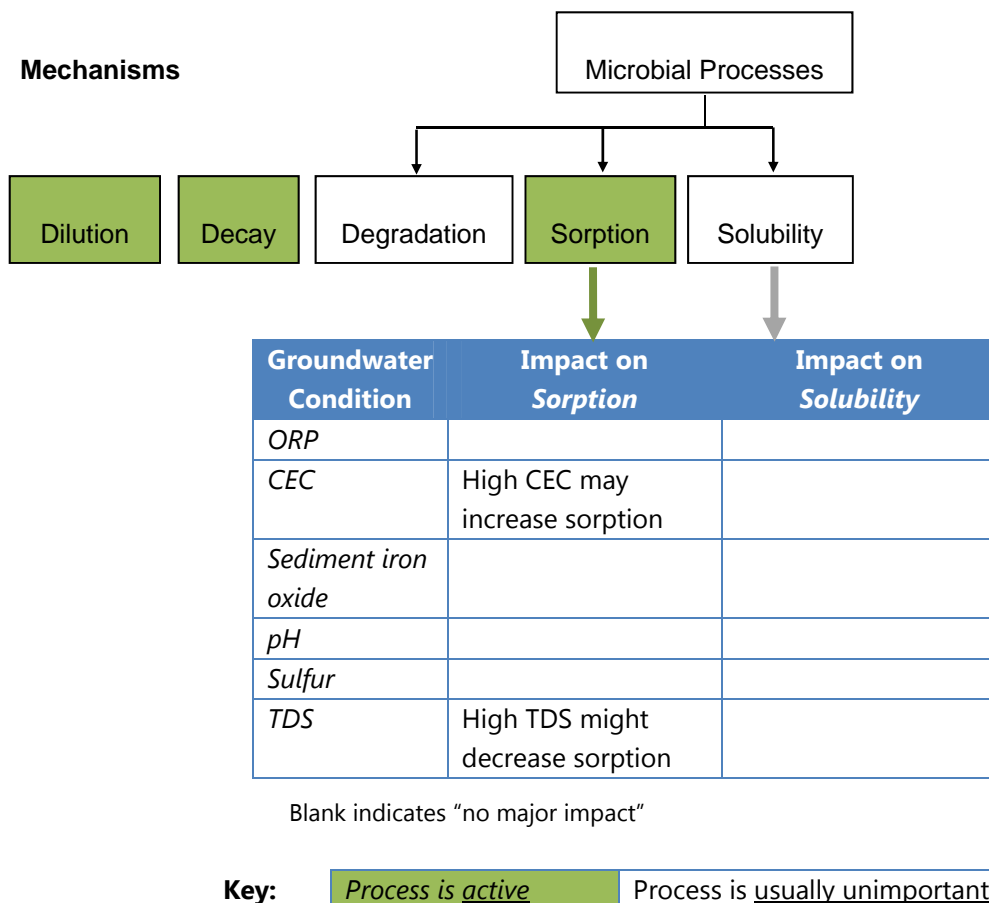 Mechanisms
Microbial Processes
Dilution
Decay
Degradation
Sorption
Solubility
Groundwater Condition
Impact on Sorption
Impact on Solubility
ORP
CEC
High CEC may
increase sorption
Sediment iron
oxide
pH
Sulfur
TDS
High TDS might
decrease sorption
Blank indicates “no major impact”
Key:
Process is active
Process is usually unimportant